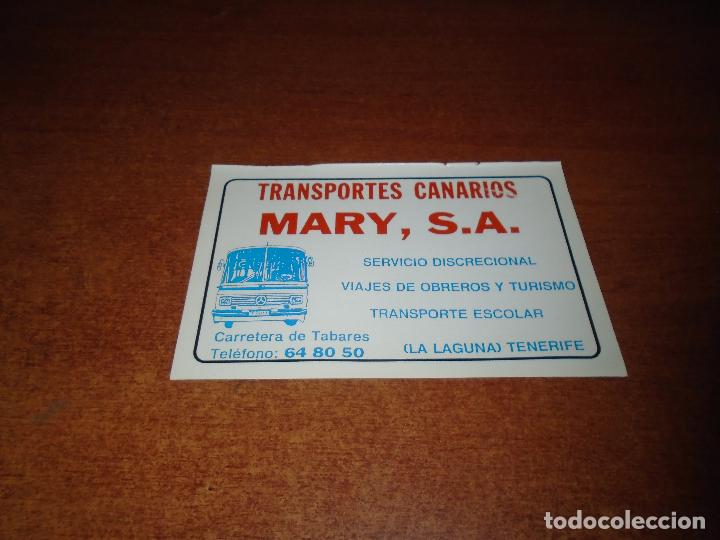 TRANSPORTES CANARIOS
MARY, S.A.
SERVICIO DISCRECIONAL
VIAJES DE OBREROS Y TURISMO
TRANSPORTE ESCOLAR
Carretera de Tabares
Teléfono: 64 80 50
(LA LAGUNA) TENERIFE
todocoleccion.net